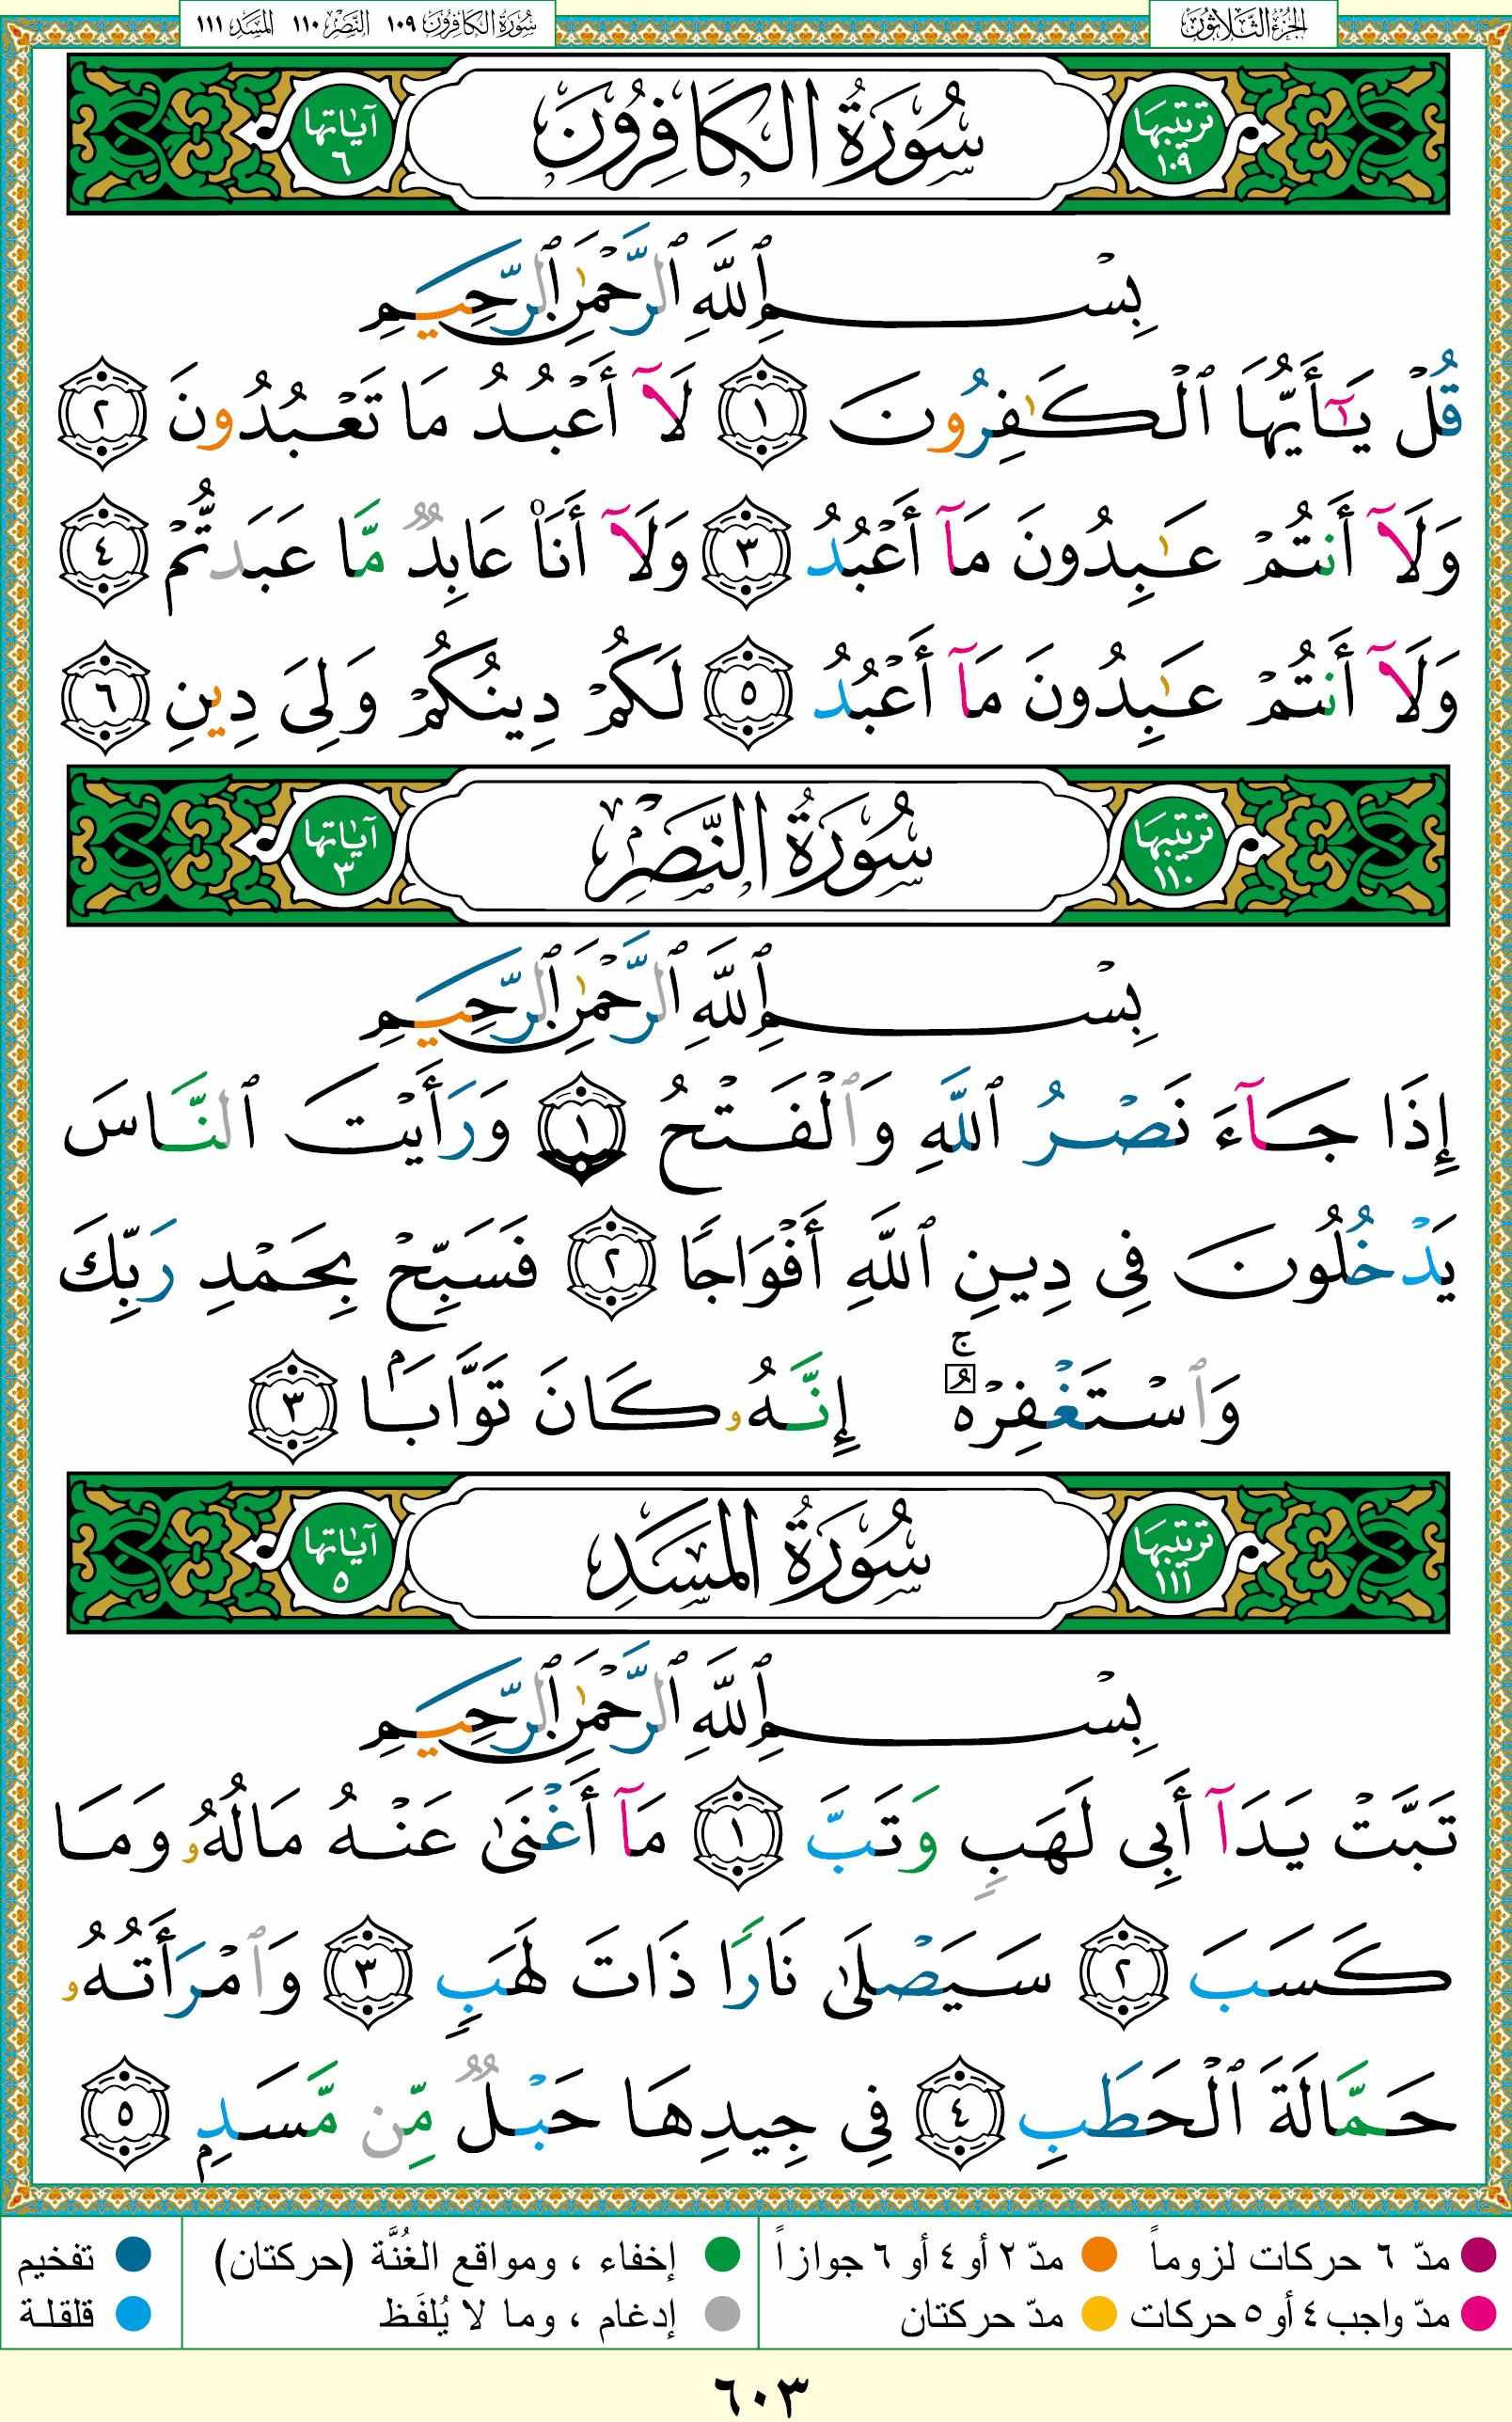 الجزء الثلاثون
سورة الكافرون ١٠٩ النصر ١١٠ المسد ١١١
ترتيبها ١٠٩
سُورَةُ الكَافِرُونَ
آياتها ٦
بِسْمِ ٱللَّهِ ٱلرَّحْمَٰنِ ٱلرَّحِيمِ
قُلْ يَٰٓأَيُّهَا ٱلْكَٰفِرُونَ ١ لَآ أَعْبُدُ مَا تَعْبُدُونَ ٢
وَلَآ أَنتُمْ عَٰبِدُونَ مَآ أَعْبُدُ ٣ وَلَآ أَنَا۠ عَابِدٌ مَّا عَبَدتُّمْ ٤
وَلَآ أَنتُمْ عَٰبِدُونَ مَآ أَعْبُدُ ٥ لَكُمْ دِينُكُمْ وَلِىَ دِينِ ٦
ترتيبها ١١٠
سُورَةُ النَّصْرِ
آياتها ٣
بِسْمِ ٱللَّهِ ٱلرَّحْمَٰنِ ٱلرَّحِيمِ
إِذَا جَآءَ نَصْرُ ٱللَّهِ وَٱلْفَتْحُ ١ وَرَأَيْتَ ٱلنَّاسَ
يَدْخُلُونَ فِى دِينِ ٱللَّهِ أَفْوَاجًا ٢ فَسَبِّحْ بِحَمْدِ رَبِّكَ
وَٱسْتَغْفِرْهُ ۚ إِنَّهُۥ كَانَ تَوَّابًۢا ٣
ترتيبها ١١١
سُورَةُ المَسَدِ
آياتها ٥
بِسْمِ ٱللَّهِ ٱلرَّحْمَٰنِ ٱلرَّحِيمِ
تَبَّتْ يَدَآ أَبِى لَهَبٍ وَتَبَّ ١ مَآ أَغْنَىٰ عَنْهُ مَالُهُۥ وَمَا
كَسَبَ ٢ سَيَصْلَىٰ نَارًا ذَاتَ لَهَبٍ ٣ وَٱمْرَأَتُهُۥ
حَمَّالَةَ ٱلْحَطَبِ ٤ فِى جِيدِهَا حَبْلٌ مِّن مَّسَدٍۭ ٥
مدّ ٦ حركات لزوماً مدّ ٢ أو ٤ أو ٦ جوازاً إخفاء ، ومواقع الغُنَّة (حركتان) تفخيم
مدّ واجب ٤ أو ٥ حركات مدّ حركتان إدغام ، وما لا يُلفَظ قلقلة
٦٠٣